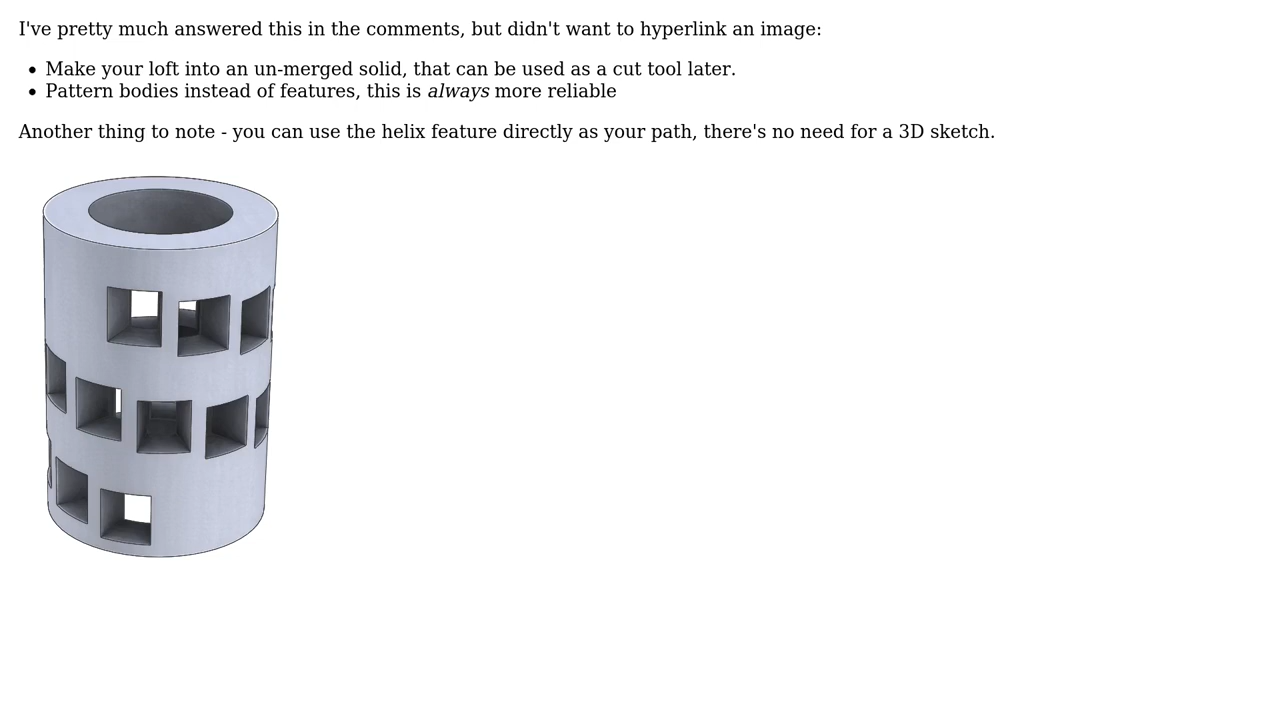 I've pretty much answered this in the comments, but didn't want to hyperlink an image:
• Make your loft into an un-merged solid, that can be used as a cut tool later.
• Pattern bodies instead of features, this is always more reliable
Another thing to note - you can use the helix feature directly as your path, there's no need for a 3D sketch.